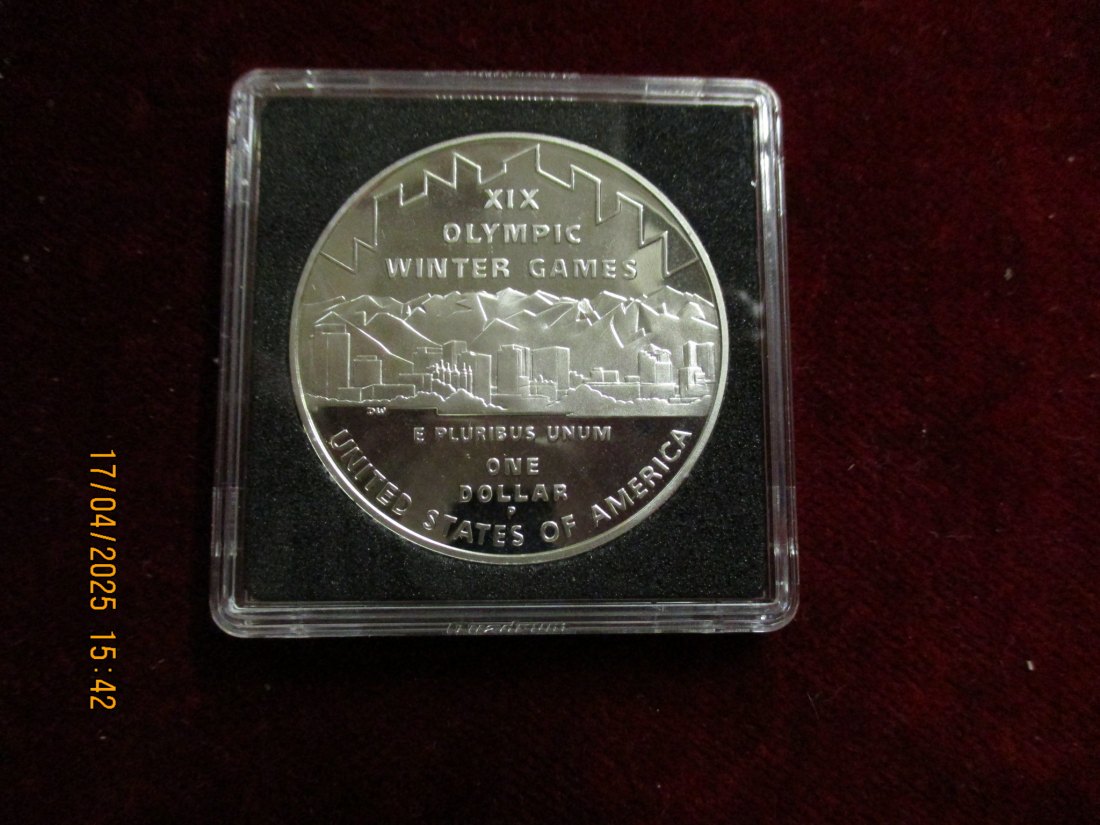 XIX
OLYMPIC
WINTER GAMES
DW
E PLURIBUS UNUM
ONE
DOLLAR
P
UNITED STATES OF AMERICA
17/04/2025 15:42